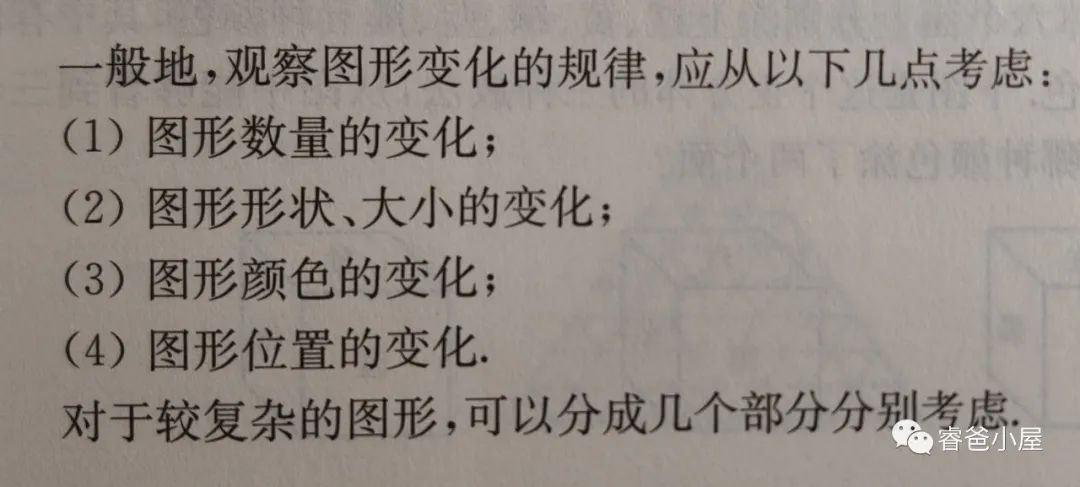 一般地,观察图形变化的规律,应从以下几点考虑:
(1) 图形数量的变化;
(2) 图形形状、大小的变化;
(3) 图形颜色的变化;
(4) 图形位置的变化.
对于较复杂的图形,可以分成几个部分分别考虑.
睿爸小屋